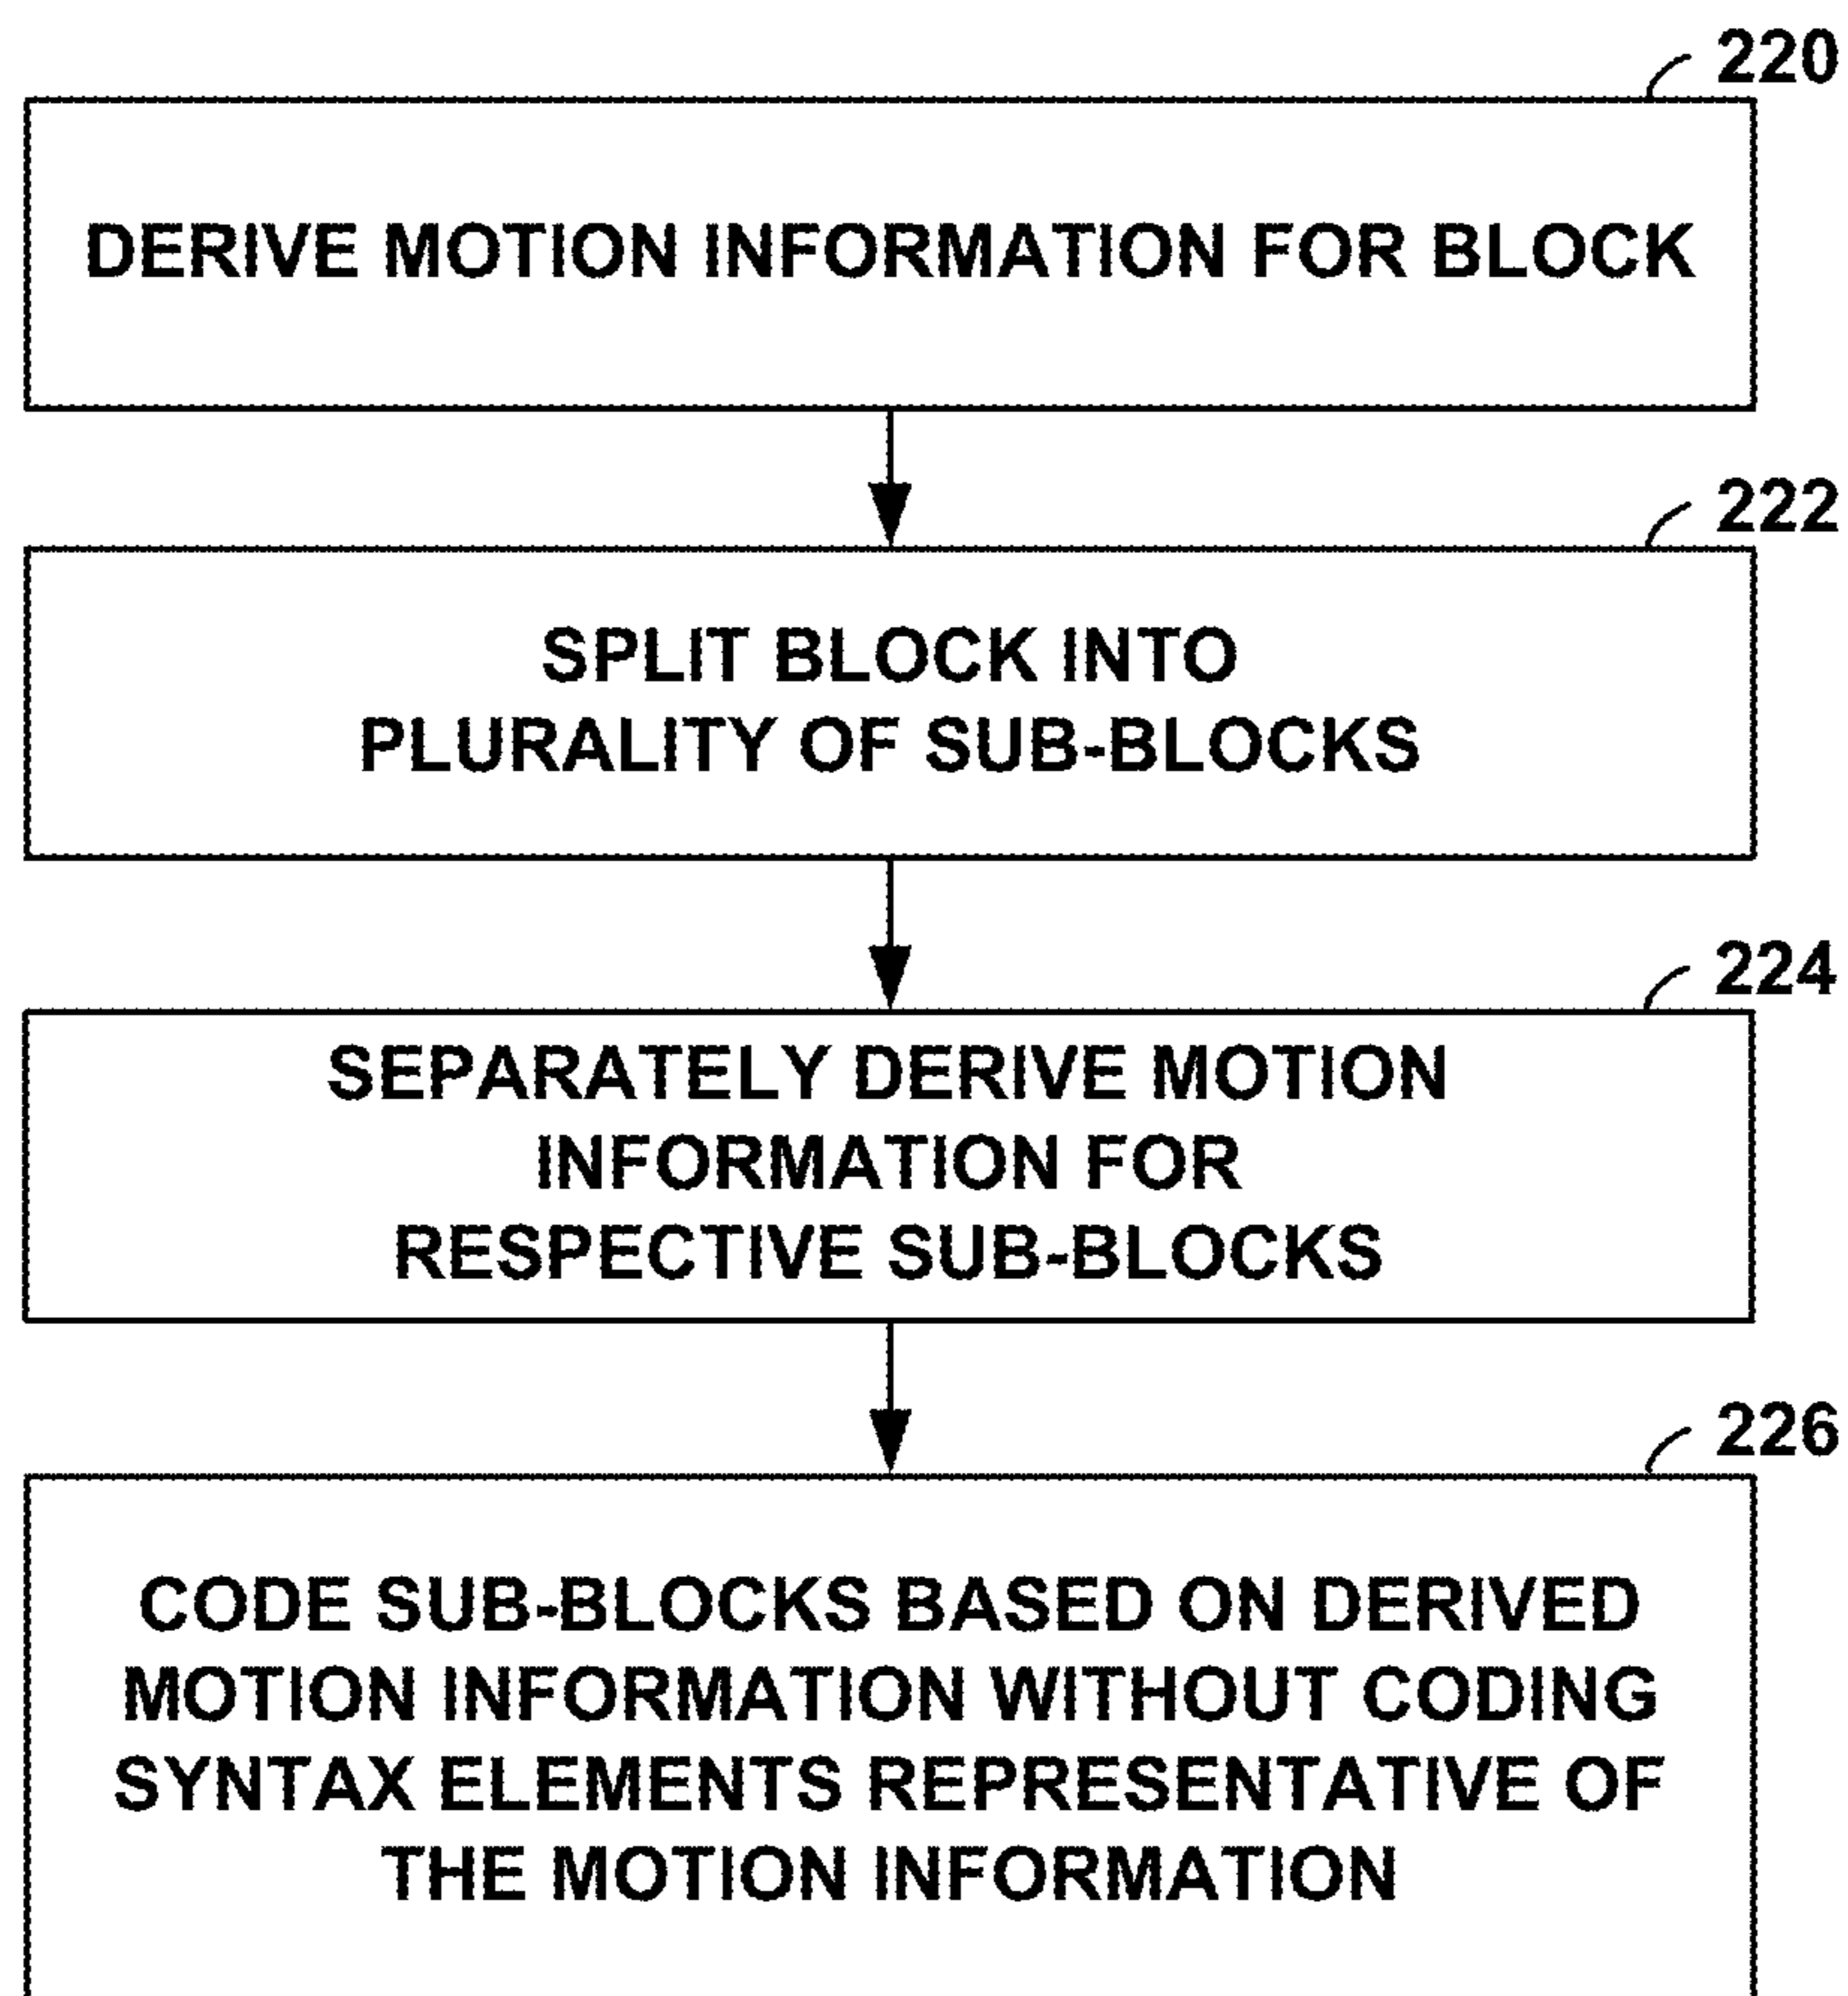 220
DERIVE MOTION INFORMATION FOR BLOCK
222
SPLIT BLOCK INTO
PLURALITY OF SUB-BLOCKS
224
SEPARATELY DERIVE MOTION
INFORMATION FOR
RESPECTIVE SUB-BLOCKS
226
CODE SUB-BLOCKS BASED ON DERIVED
MOTION INFORMATION WITHOUT CODING
SYNTAX ELEMENTS REPRESENTATIVE OF
THE MOTION INFORMATION